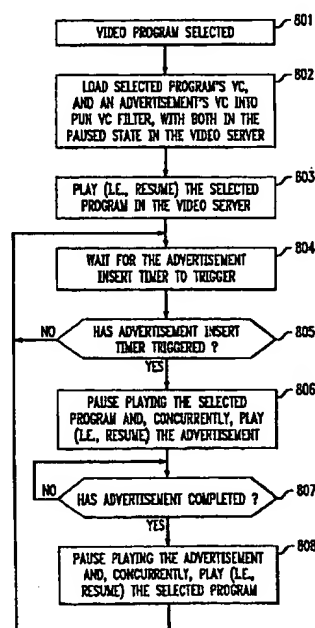 801
VIDEO PROGRAM SELECTED
802
LOAD SELECTED PROGRAM'S VC,
AND AN ADVERTISEMENT'S VC INTO
PUN VC FILTER, WITH BOTH IN THE
PAUSED STATE IN THE VIDEO SERVER
803
PLAY (I.E., RESUME) THE SELECTED
PROGRAM IN THE VIDEO SERVER
804
WAIT FOR THE ADVERTISEMENT
INSERT TIMER TO TRIGGER
805
NO
HAS ADVERTISEMENT INSERT
TIMER TRIGGERED ?
YES
806
PAUSE PLAYING THE SELECTED
PROGRAM AND, CONCURRENTLY, PLAY
(I.E., RESUME) THE ADVERTISEMENT
807
NO
HAS ADVERTISEMENT COMPLETED ?
YES
808
PAUSE PLAYING THE ADVERTISEMENT
AND, CONCURRENTLY, PLAY (I.E.,
RESUME) THE SELECTED PROGRAM